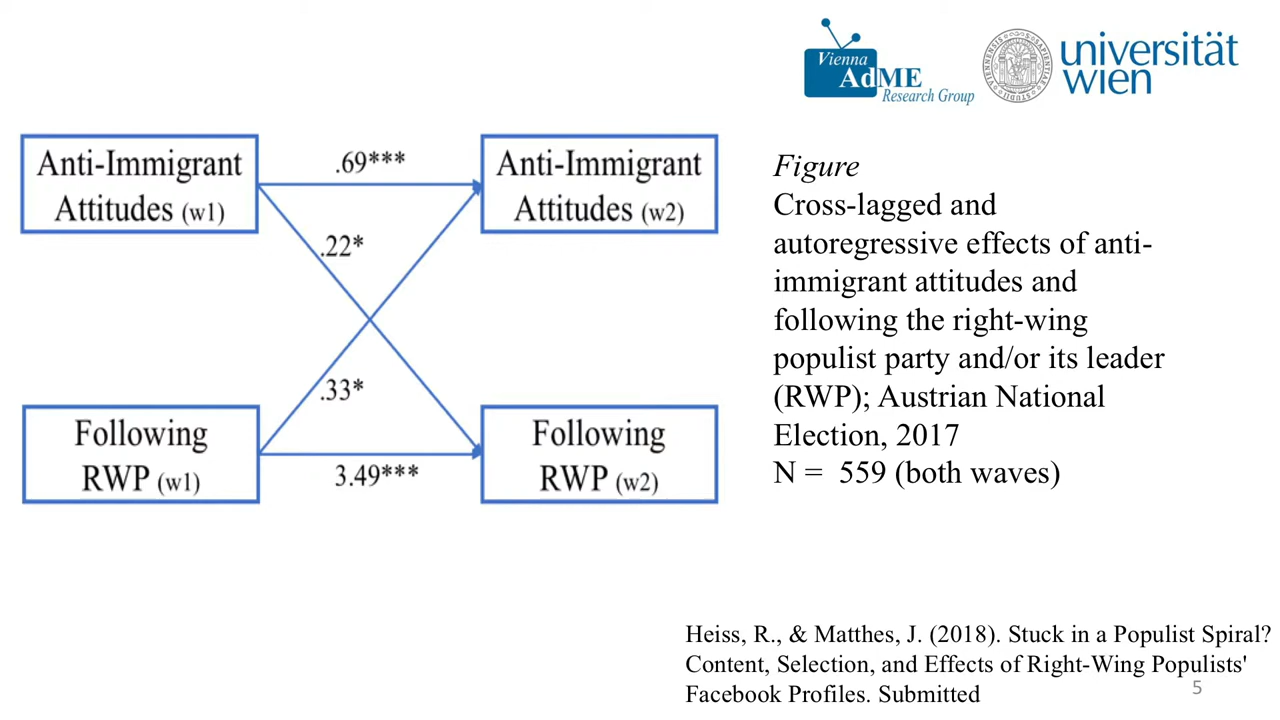 Vienna
AdME
Research Group
universität
wien
Anti-Immigrant
Attitudes (w1)
.69***
Anti-Immigrant
Attitudes (w2)
.22*
.33*
Following
RWP (w1)
3.49***
Following
RWP (w2)
Figure
Cross-lagged and
autoregressive effects of anti-
immigrant attitudes and
following the right-wing
populist party and/or its leader
(RWP); Austrian National
Election, 2017
N = 559 (both waves)
Heiss, R., & Matthes, J. (2018). Stuck in a Populist Spiral?
Content, Selection, and Effects of Right-Wing Populists'
Facebook Profiles. Submitted
5